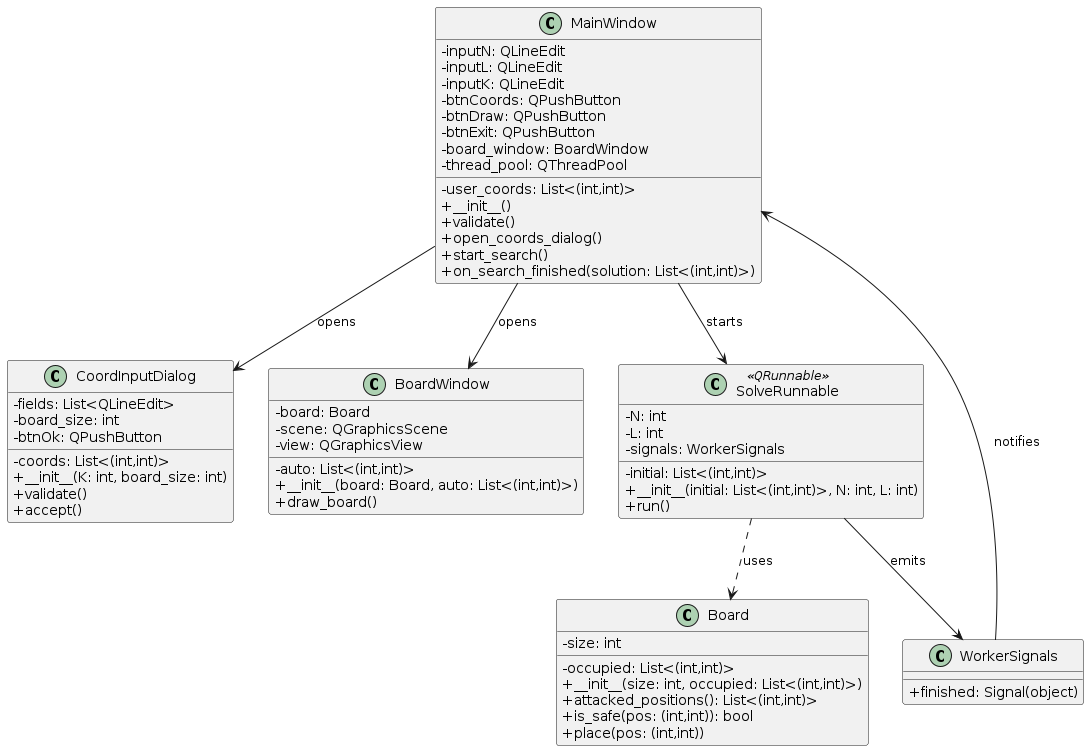 C MainWindow
-inputN: QLineEdit
-inputL: QLineEdit
-inputK: QLineEdit
-btnCoords: QPushButton
-btnDraw: QPushButton
-btnExit: QPushButton
-board_window: BoardWindow
-thread_pool: QThreadPool
-user_coords: List<(int,int)>
+__init__()
+validate()
+open_coords_dialog()
+start_search()
+on_search_finished(solution: List<(int,int)>)
opens
opens
starts
notifies
C CoordInputDialog
-fields: List<QLineEdit>
-board_size: int
-btnOk: QPushButton
-coords: List<(int,int)>
+__init__(K: int, board_size: int)
+validate()
+accept()
C BoardWindow
-board: Board
-scene: QGraphicsScene
-view: QGraphicsView
-auto: List<(int,int)>
+__init__(board: Board, auto: List<(int,int)>)
+draw_board()
«QRunnable»
C SolveRunnable
-N: int
-L: int
-signals: WorkerSignals
-initial: List<(int,int)>
+__init__(initial: List<(int,int)>, N: int, L: int)
+run()
uses
emits
C Board
-size: int
-occupied: List<(int,int)>
+__init__(size: int, occupied: List<(int,int)>)
+attacked_positions(): List<(int,int)>
+is_safe(pos: (int,int)): bool
+place(pos: (int,int))
C WorkerSignals
+finished: Signal(object)